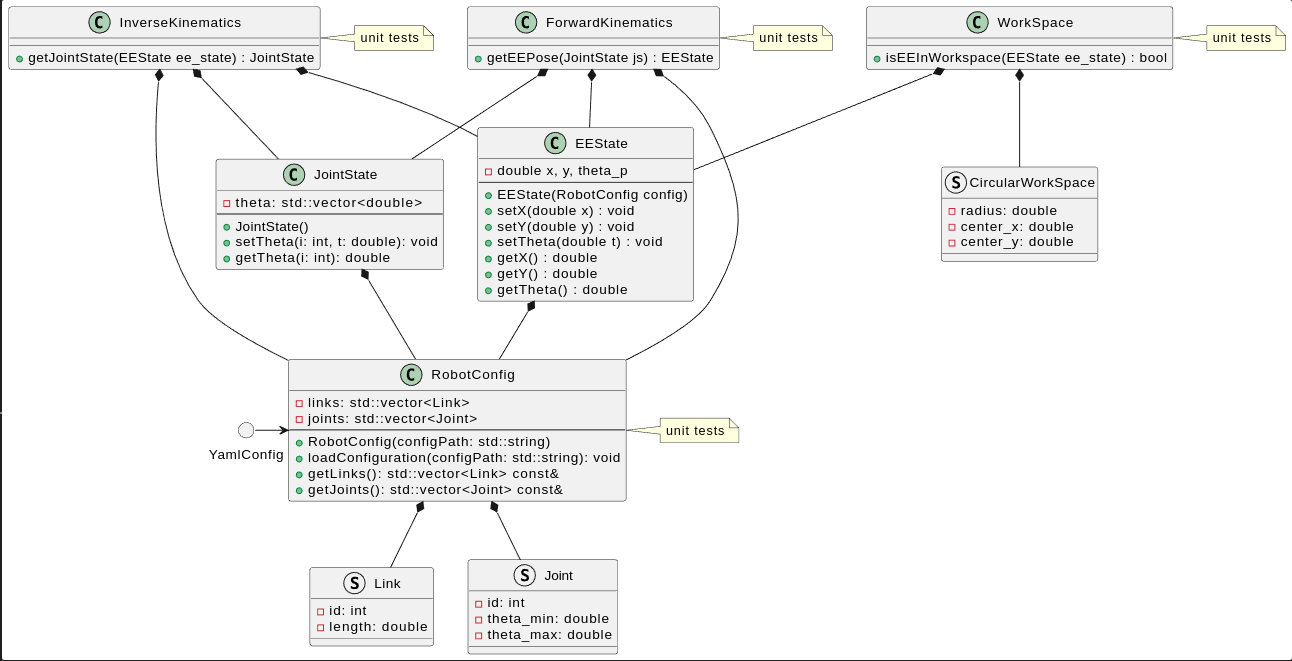 C InverseKinematics
getJointState(EEState ee_state) : JointState
unit tests
C ForwardKinematics
getEEPose(JointState js) : EEState
unit tests
C WorkSpace
isEEInWorkspace(EEState ee_state) : bool
unit tests
C JointState
theta: std::vector<double>
JointState()
setTheta(i: int, t: double): void
getTheta(i: int): double
C EEState
double x, y, theta_p
EEState(RobotConfig config)
setX(double x) : void
setY(double y) : void
setTheta(double t) : void
getX() : double
getY() : double
getTheta() : double
S CircularWorkSpace
radius: double
center_x: double
center_y: double
YamlConfig
C RobotConfig
links: std::vector<Link>
joints: std::vector<Joint>
RobotConfig(configPath: std::string)
loadConfiguration(configPath: std::string): void
getLinks(): std::vector<Link> const&
getJoints(): std::vector<Joint> const&
unit tests
S Link
id: int
length: double
S Joint
id: int
theta_min: double
theta_max: double